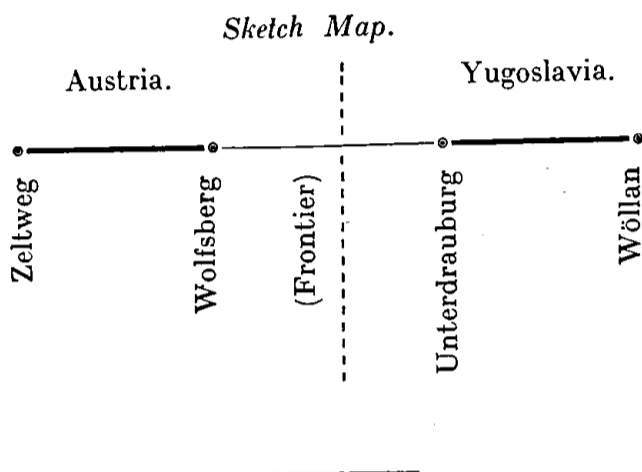 Sketch Map.
Austria.
Yugoslavia.
Zeltweg
Wolfsberg
(Frontier)
Unterdrauburg
Wöllan